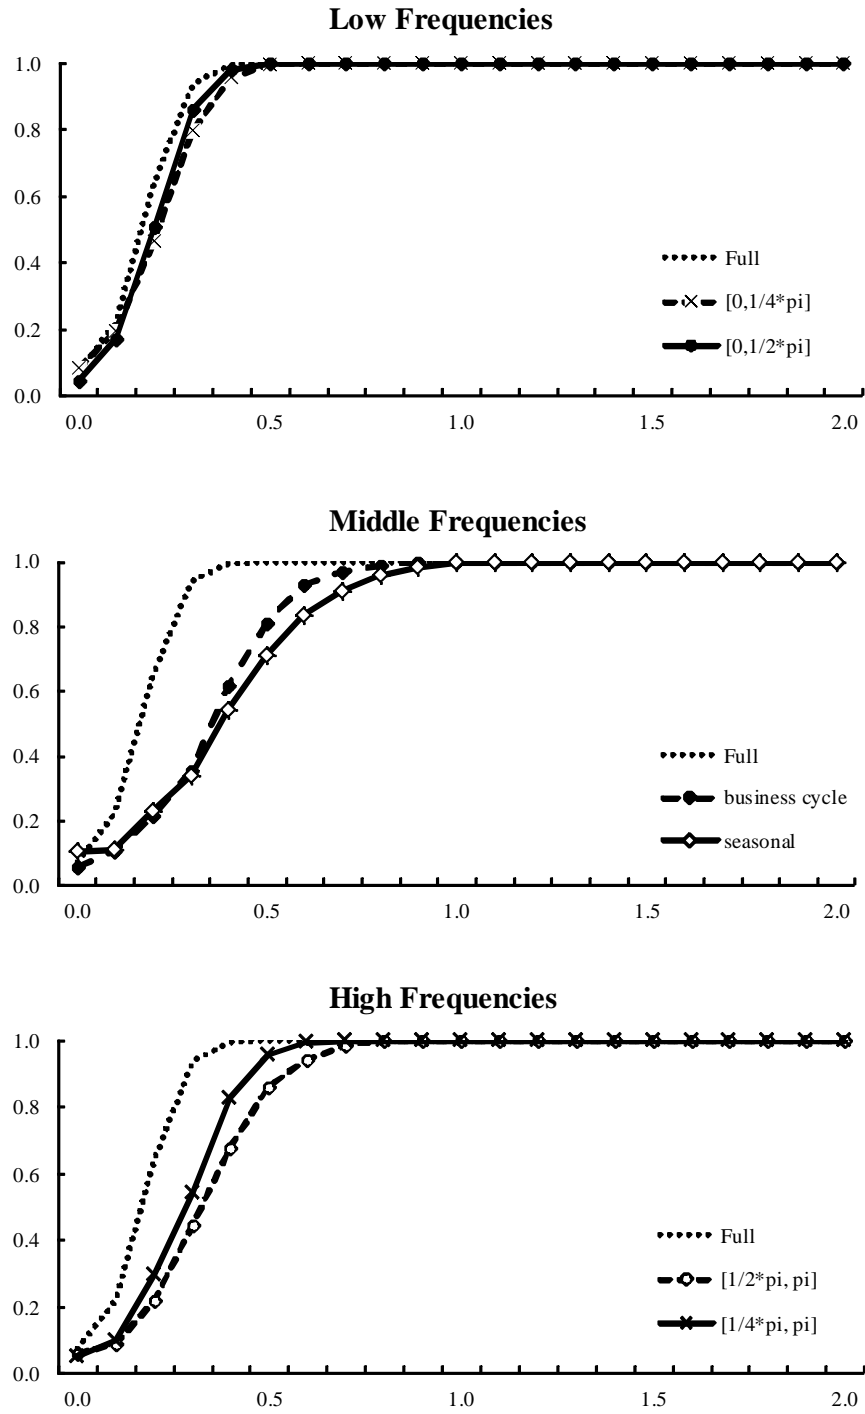 Low Frequencies
1.0
0.8
0.6
0.4
0.2
0.0
Full
[0,1/4*pi]
[0,1/2*pi]
0.0 0.5 1.0 1.5 2.0
Middle Frequencies
1.0
0.8
0.6
0.4
0.2
0.0
Full
business cycle
seasonal
0.0 0.5 1.0 1.5 2.0
High Frequencies
1.0
0.8
0.6
0.4
0.2
0.0
Full
[1/2*pi, pi]
[1/4*pi, pi]
0.0 0.5 1.0 1.5 2.0